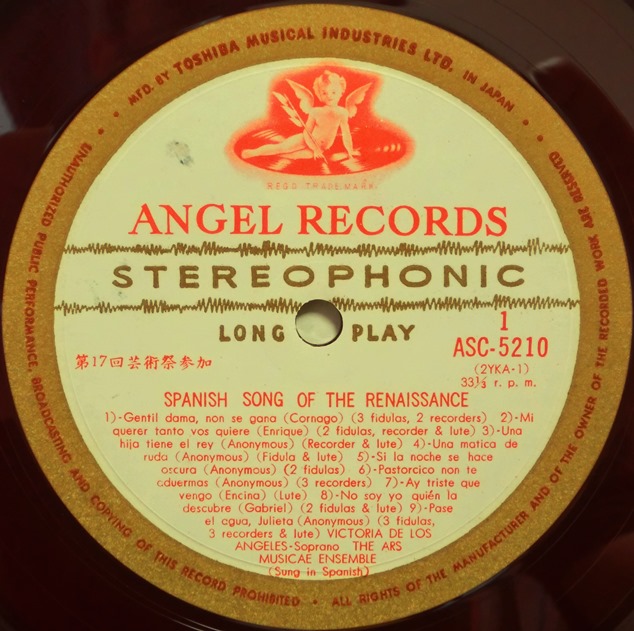 MFD. BY TOSHIBA MUSICAL INDUSTRIES LTD. IN JAPAN
REGD. TRADE MARK.
ANGEL RECORDS
STEREOPHONIC
LONG PLAY
1
ASC-5210
(2YKA-1)
33⅓ r. p. m.
第17回芸術祭参加
SPANISH SONG OF THE RENAISSANCE
1)-Gentil dama, non se gana (Cornago) (3 fidulas, 2 recorders) 2)-Mi
querer tanto vos quiere (Enrique) (2 fidulas, recorder & lute) 3)-Una
hija tiene el rey (Anonymous) (Recorder & lute) 4)-Una matica de
ruda (Anonymous) (Fidula & lute) 5)-Si la noche se hace
oscura (Anonymous) (2 fidulas) 6)-Pastorcico non te
aduermas (Anonymous) (3 recorders) 7)-Ay triste que
vengo (Encina) (Lute) 8)-No soy yo quién la
descubre (Gabriel) (2 fidulas & lute) 9)-Pase
el agua, Julieta (Anonymous) (3 fidulas,
3 recorders & lute) VICTORIA DE LOS
ANGELES-Soprano THE ARS
MUSICAE ENSEMBLE
(Sung in Spanish)
UNAUTHORIZED PUBLIC PERFORMANCE, BROADCASTING AND COPYING OF THIS RECORD PROHIBITED • ALL RIGHTS OF THE MANUFACTURER AND OF THE OWNER OF THE RECORDED WORK ARE RESERVED